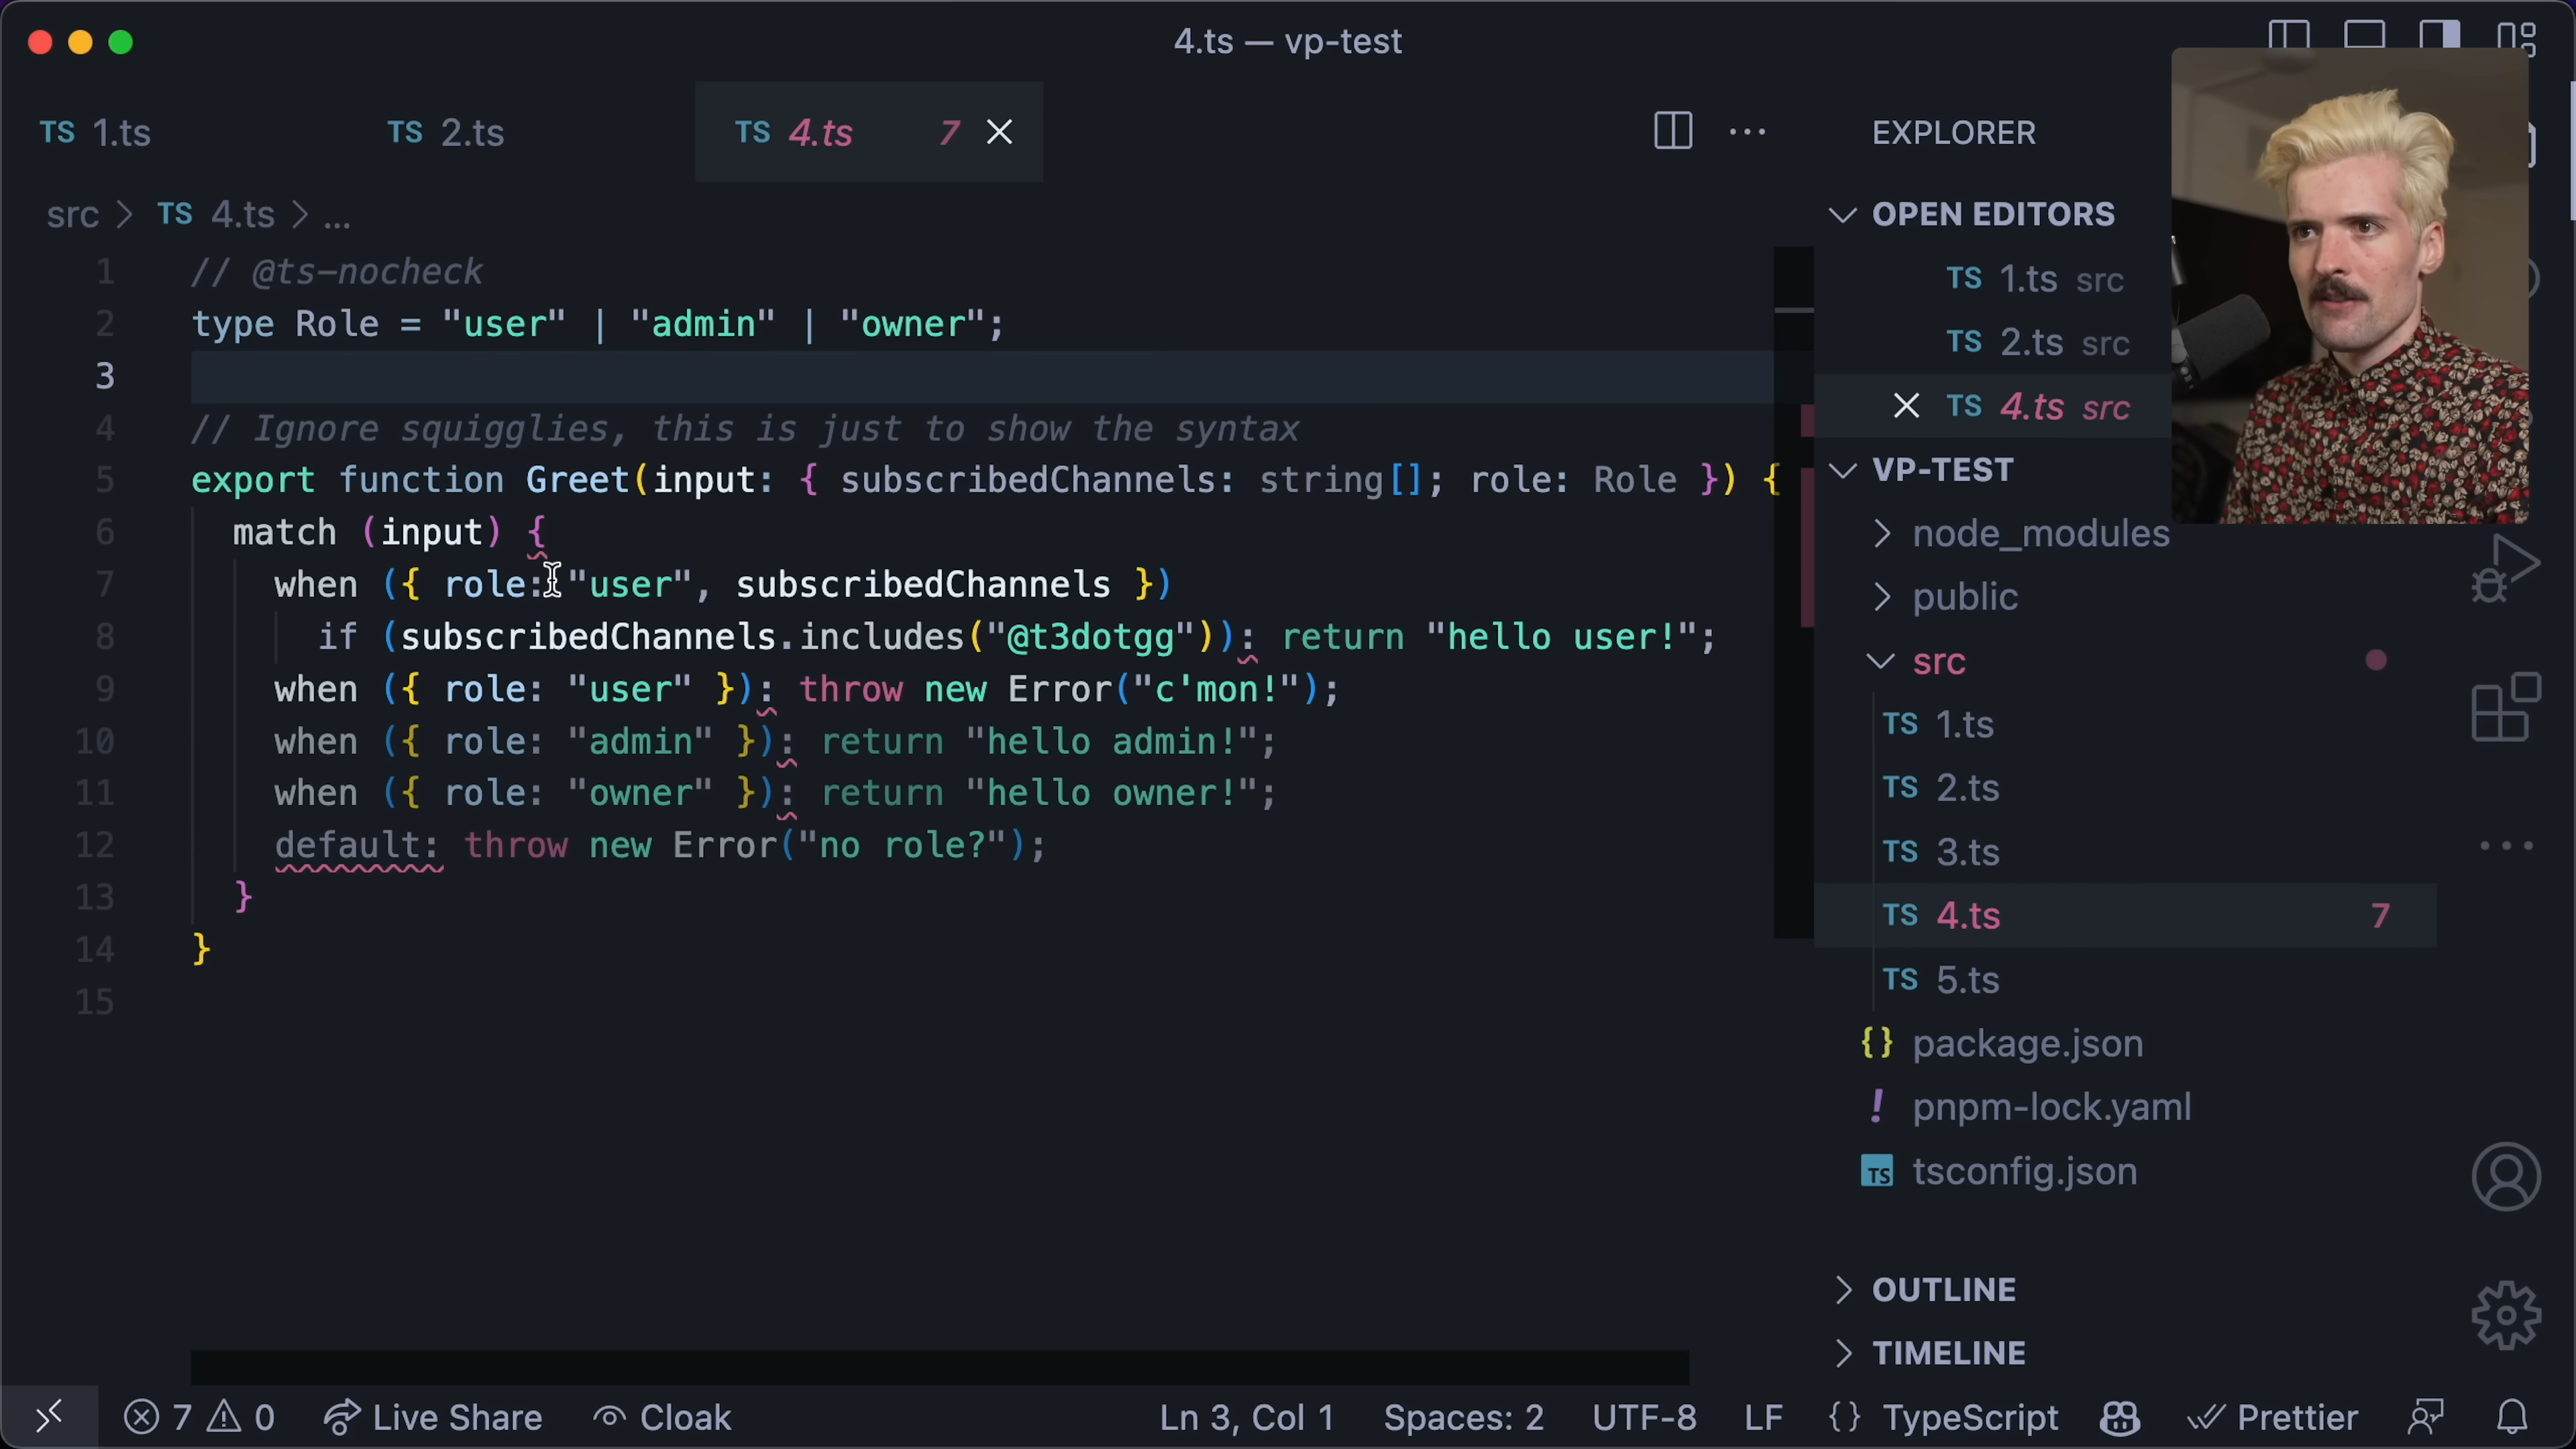 4.ts — vp-test
TS 1.ts
TS 2.ts
TS 4.ts 7
src > TS 4.ts > ...
1 // @ts-nocheck
2 type Role = "user" | "admin" | "owner";
3
4 // Ignore squigglies, this is just to show the syntax
5 export function Greet(input: { subscribedChannels: string[]; role: Role }) {
6 match (input) {
7 when ({ role: "user", subscribedChannels })
8 if (subscribedChannels.includes("@t3dotgg")): return "hello user!";
9 when ({ role: "user" }): throw new Error("c'mon!");
10 when ({ role: "admin" }): return "hello admin!";
11 when ({ role: "owner" }): return "hello owner!";
12 default: throw new Error("no role?");
13 }
14 }
15
EXPLORER
OPEN EDITORS
TS 1.ts src
TS 2.ts src
TS 4.ts src
VP-TEST
node_modules
public
src
TS 1.ts
TS 2.ts
TS 3.ts
TS 4.ts 7
TS 5.ts
{} package.json
! pnpm-lock.yaml
TS tsconfig.json
OUTLINE
TIMELINE
7 0 Live Share Cloak Ln 3, Col 1 Spaces: 2 UTF-8 LF {} TypeScript Prettier